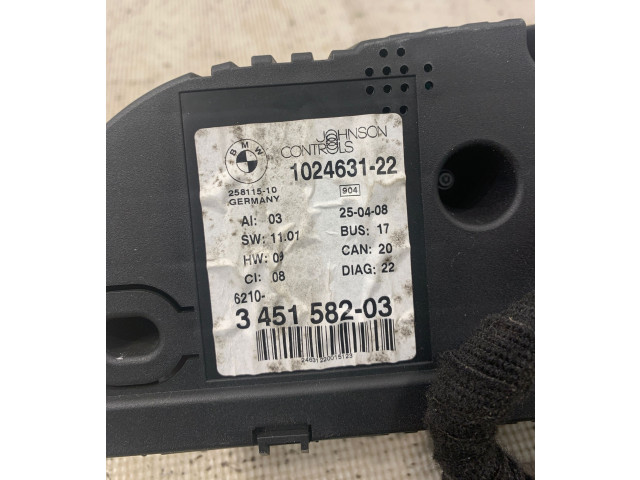 BMW
JOHNSON
CONTROLS
1024631-22
258115-10
GERMANY
904
AI: 03
25-04-08
SW: 11.01
BUS: 17
HW:
CAN: 20
CI: 08
DIAG: 22
6210-
3 451 582-03